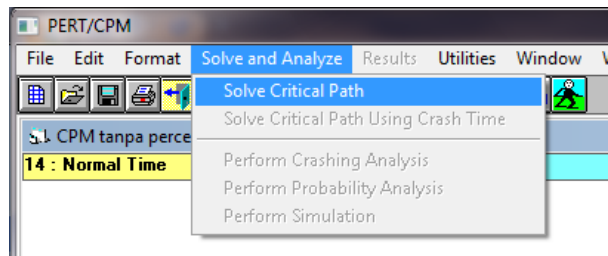 PERT/CPM
File Edit Format Solve and Analyze Results Utilities Window
Solve Critical Path
Solve Critical Path Using Crash Time
CPM tanpa perce
14 : Normal Time
Perform Crashing Analysis
Perform Probability Analysis
Perform Simulation